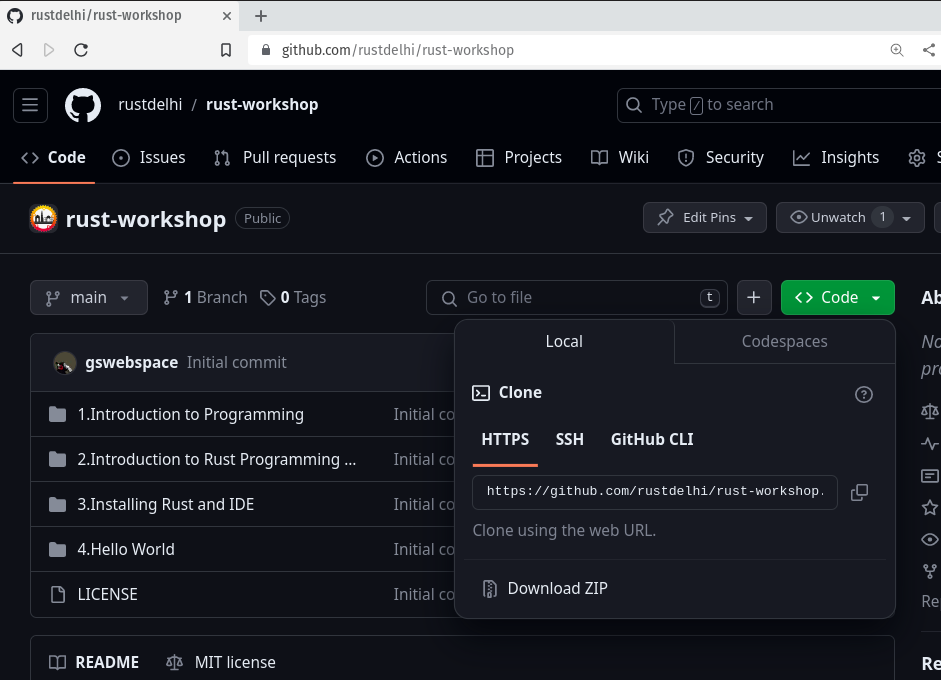 rustdelhi/rust-workshop
github.com/rustdelhi/rust-workshop
rustdelhi / rust-workshop
Type / to search
Code Issues Pull requests Actions Projects Wiki Security Insights S
rust-workshop Public
Edit Pins Unwatch 1
main 1 Branch 0 Tags Go to file t + Code
Ab
Local Codespaces
No
pr
gswebspace Initial commit
Clone
1.Introduction to Programming Initial co
HTTPS SSH GitHub CLI
2.Introduction to Rust Programming ... Initial co
https://github.com/rustdelhi/rust-workshop.
3.Installing Rust and IDE Initial co
Clone using the web URL.
4.Hello World Initial co
LICENSE Initial co
Download ZIP
Re
README MIT license
Re